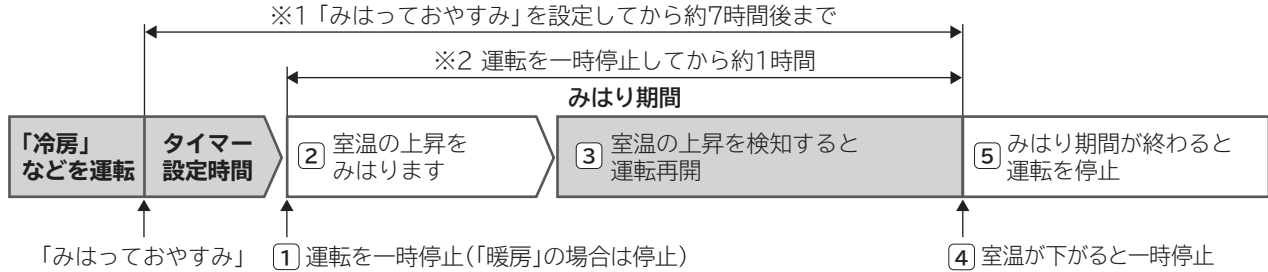 ※1「みはっておやすみ」を設定してから約7時間後まで
※2 運転を一時停止してから約1時間
みはり期間
「冷房」
などを運転
タイマー
設定時間
2 室温の上昇を
みはります
3 室温の上昇を検知すると
運転再開
5 みはり期間が終わると
運転を停止
「みはっておやすみ」
1 運転を一時停止(「暖房」の場合は停止)
4 室温が下がると一時停止